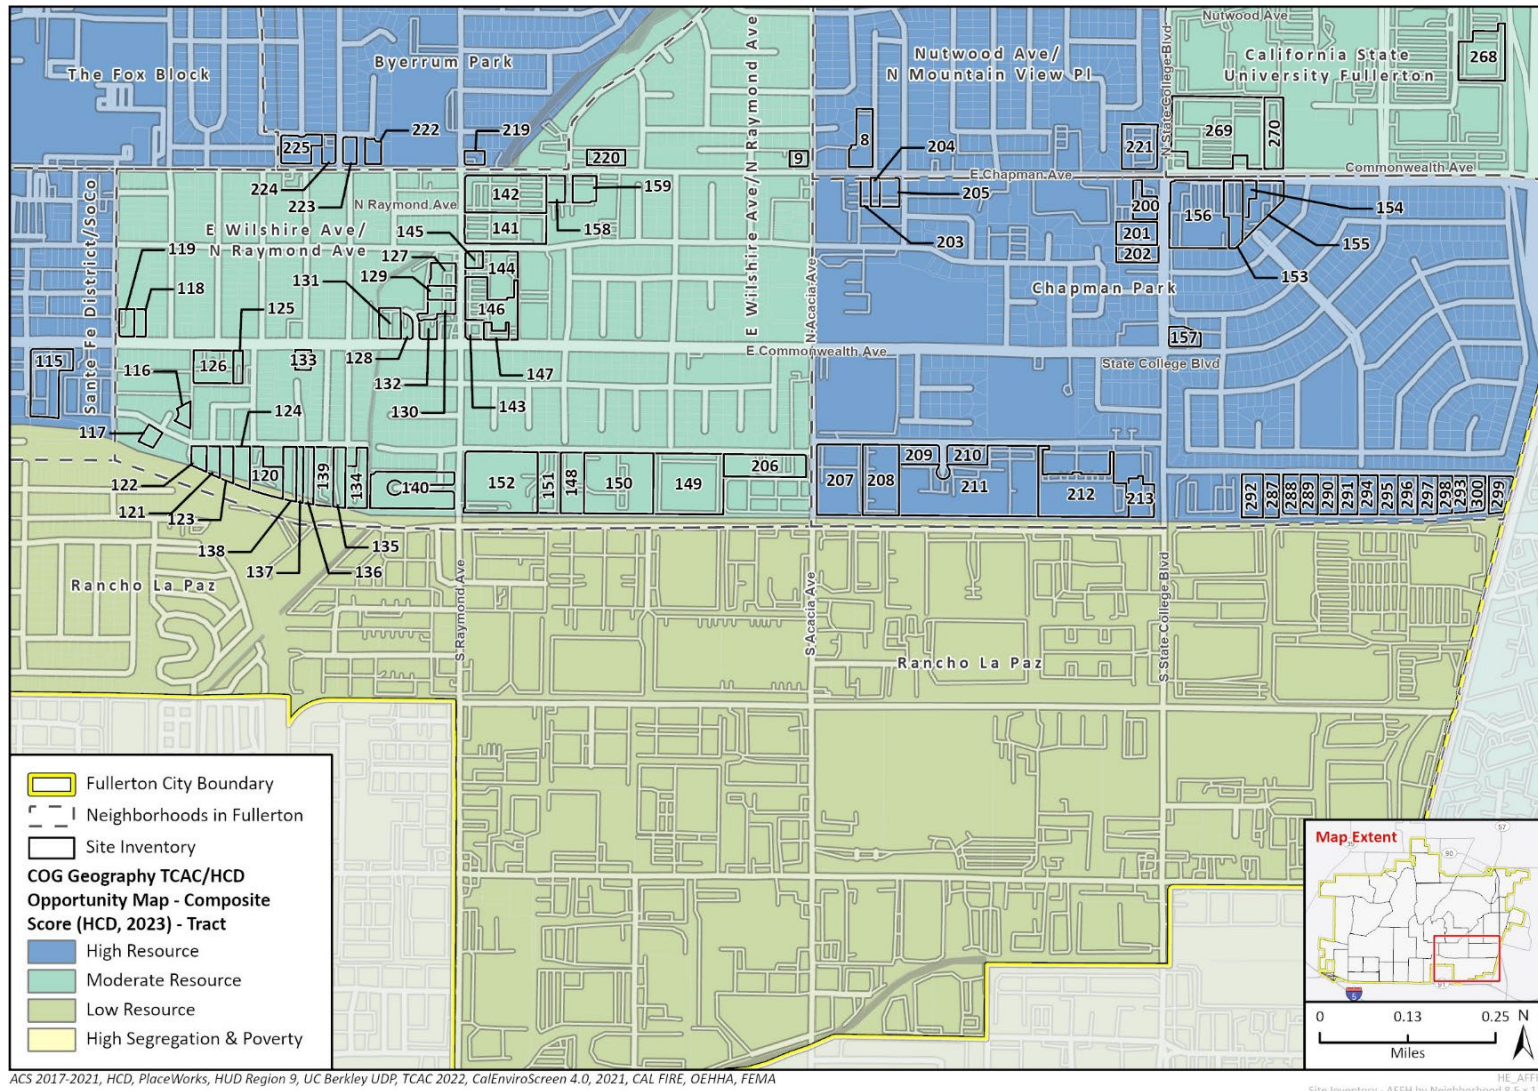 Nutwood Ave
The Fox Block
Byerrum Park
Nutwood Ave/
N Mountain View Pl
California State
University Fullerton
268
E Wilshire Ave/N Raymond Ave
N State College Blvd
222
219
8
204
221
269
270
225
220
9
224
223
E Chapman Ave
Commonwealth Ave
Sante Fe District/SoCo
142
159
205
200
156
154
N Raymond Ave
E Wilshire Ave/
N Raymond Ave
145
127
141
158
203
201
202
155
153
119
129
144
N Acacia Ave
118
131
125
146
Chapman Park
115
116
126
133
128
132
130
147
143
E Commonwealth Ave
157
State College Blvd
117
124
122
121
123
120
139
134
140
152
151
148
150
149
206
207
208
209
210
211
212
213
292
287
288
289
290
291
294
295
296
297
298
293
300
299
138
137
136
135
Rancho La Paz
S Raymond Ave
S Acacia Ave
S State College Blvd
Rancho La Paz
Fullerton City Boundary
Neighborhoods in Fullerton
Site Inventory
COG Geography TCAC/HCD
Opportunity Map - Composite
Score (HCD, 2023) - Tract
High Resource
Moderate Resource
Low Resource
High Segregation & Poverty
Map Extent
57
90
91
5
0 0.13 0.25 N
Miles
ACS 2017-2021, HCD, PlaceWorks, HUD Region 9, UC Berkley UDP, TCAC 2022, CalEnviroScreen 4.0, 2021, CAL FIRE, OEHHA, FEMA